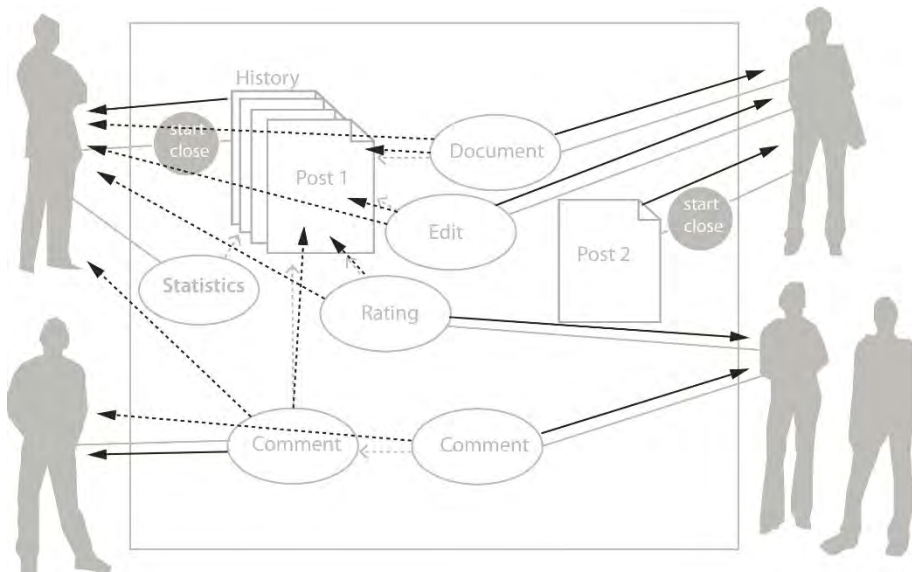 History
start
close
Document
Post 1
Edit
start
close
Post 2
Statistics
Rating
Comment
Comment